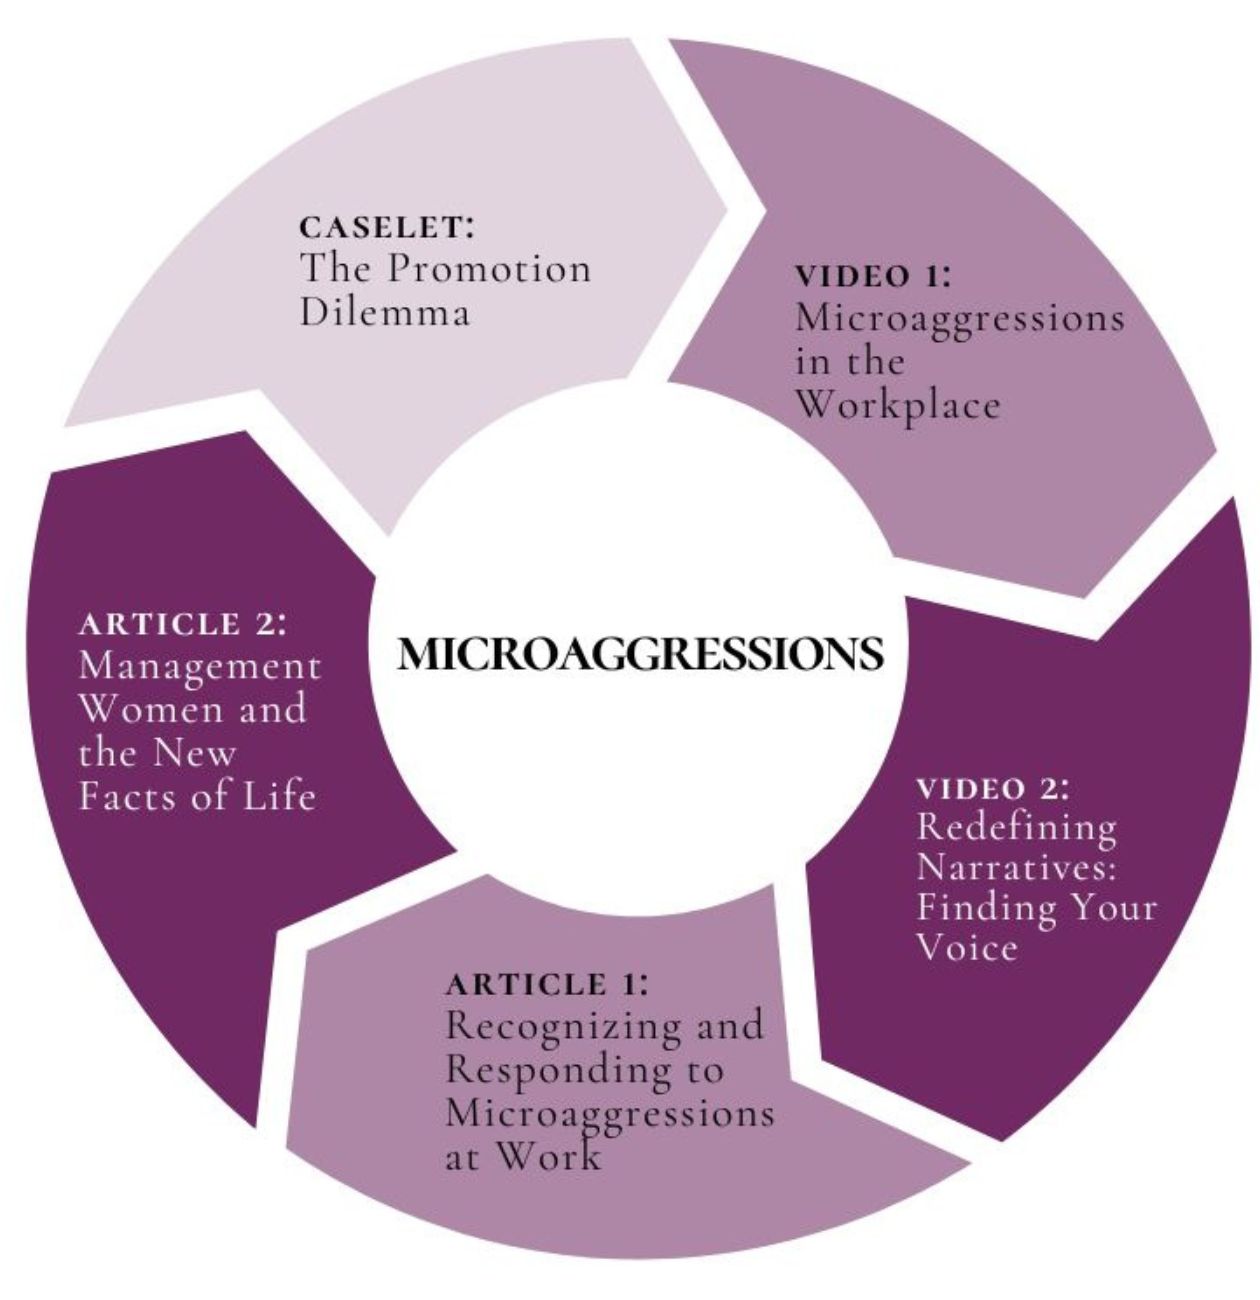 CASELET:
The Promotion
Dilemma
VIDEO 1:
Microaggressions
in the
Workplace
VIDEO 2:
Redefining
Narratives:
Finding Your
Voice
ARTICLE 1:
Recognizing and
Responding to
Microaggressions
at Work
ARTICLE 2:
Management
Women and
the New
Facts of Life
MICROAGGRESSIONS